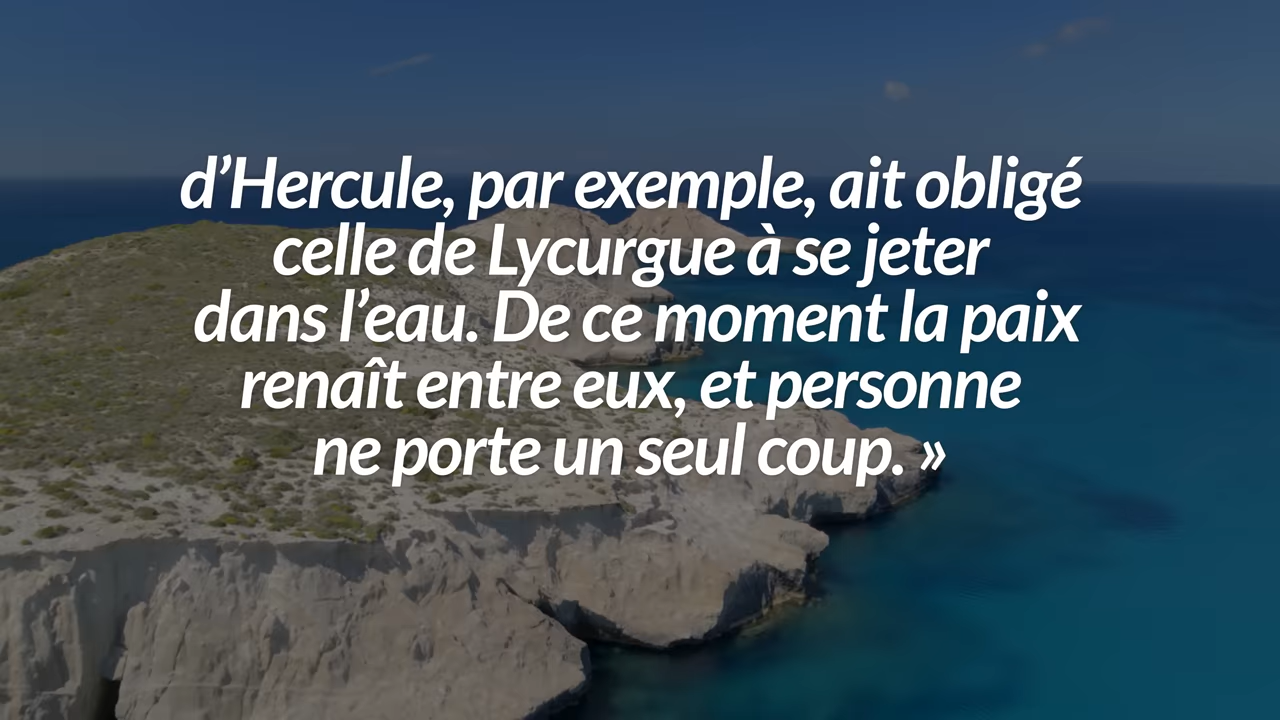 d’Hercule, par exemple, ait obligé
celle de Lycurgue à se jeter
dans l’eau. De ce moment la paix
renaît entre eux, et personne
ne porte un seul coup. »